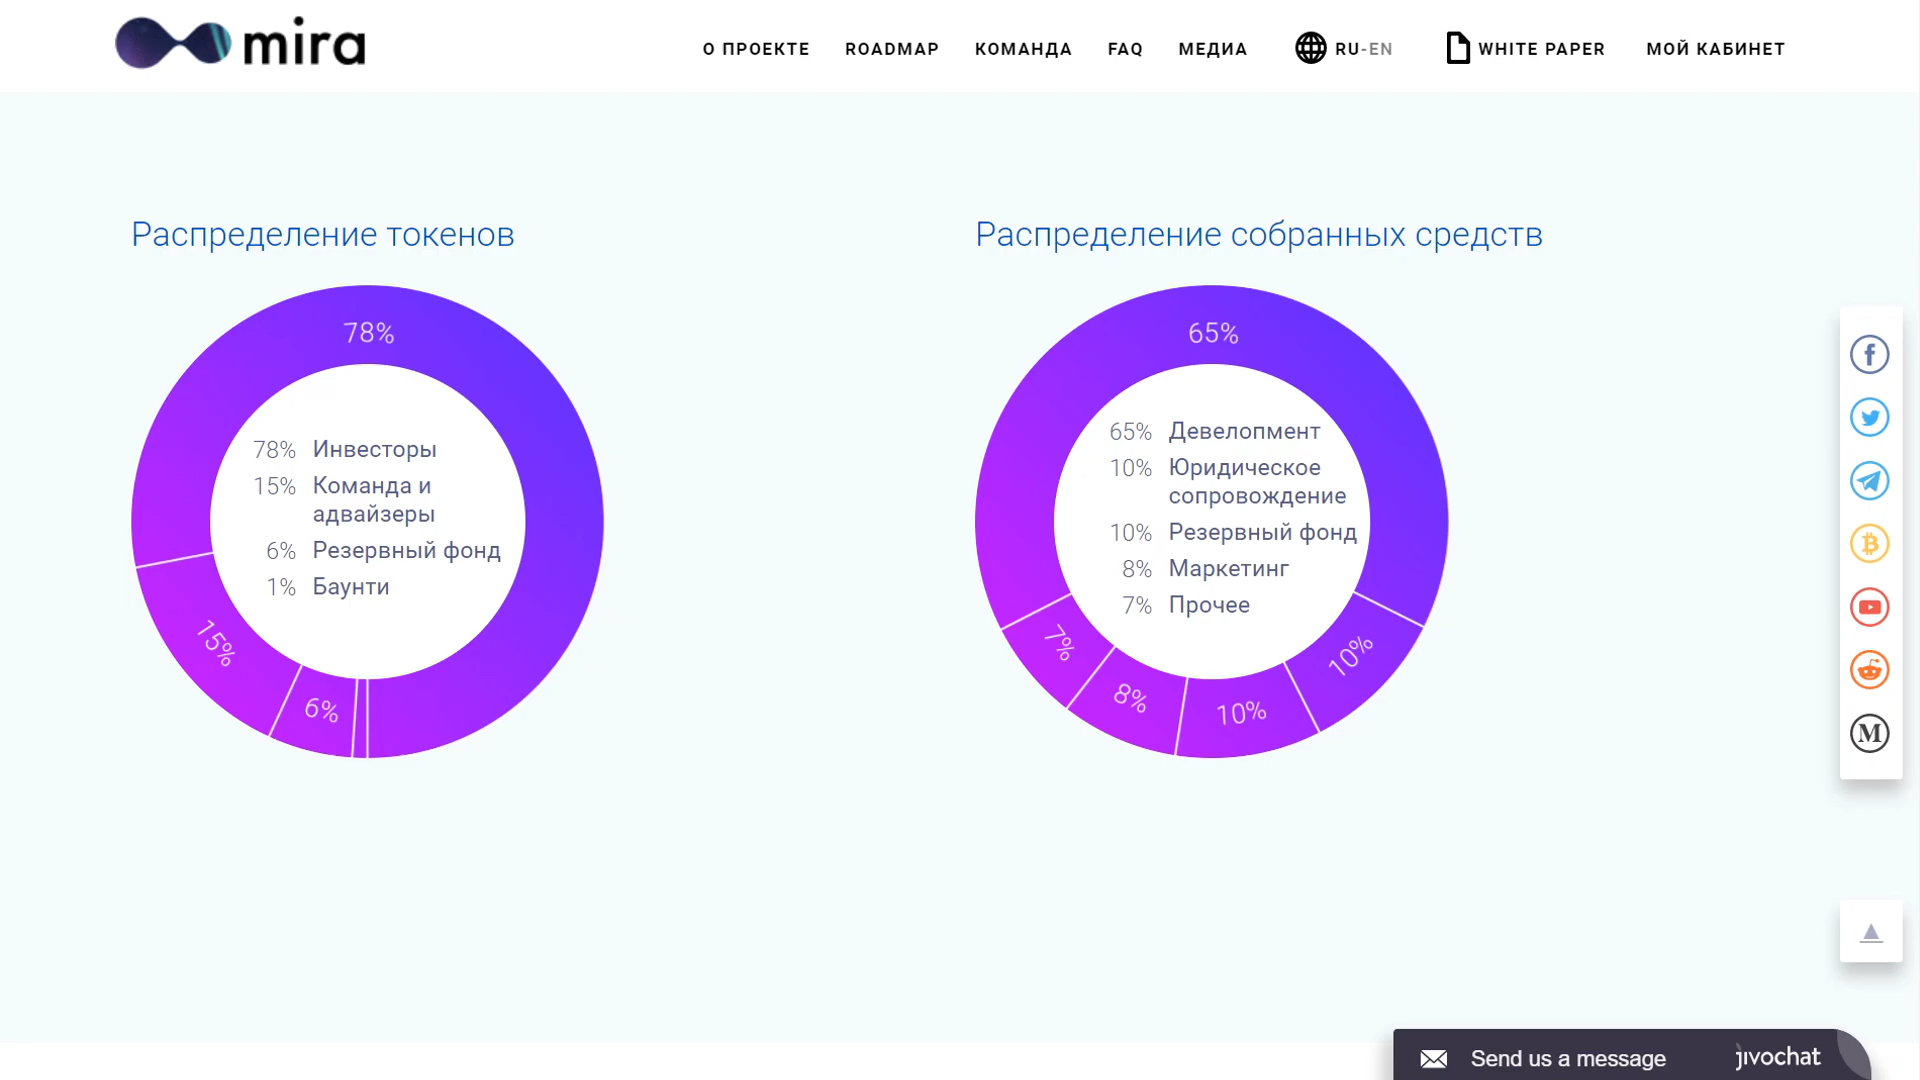 mira
О ПРОЕКТЕ
ROADMAP
КОМАНДА
FAQ
МЕДИА
RU-EN
WHITE PAPER
МОЙ КАБИНЕТ
Распределение токенов
78%
78% Инвесторы
15% Команда и
адвайзеры
6% Резервный фонд
1% Баунти
15%
6%
Распределение собранных средств
65%
65% Девелопмент
10% Юридическое
сопровождение
10% Резервный фонд
8% Маркетинг
7% Прочее
7%
8%
10%
10%
M
Send us a message
jivochat